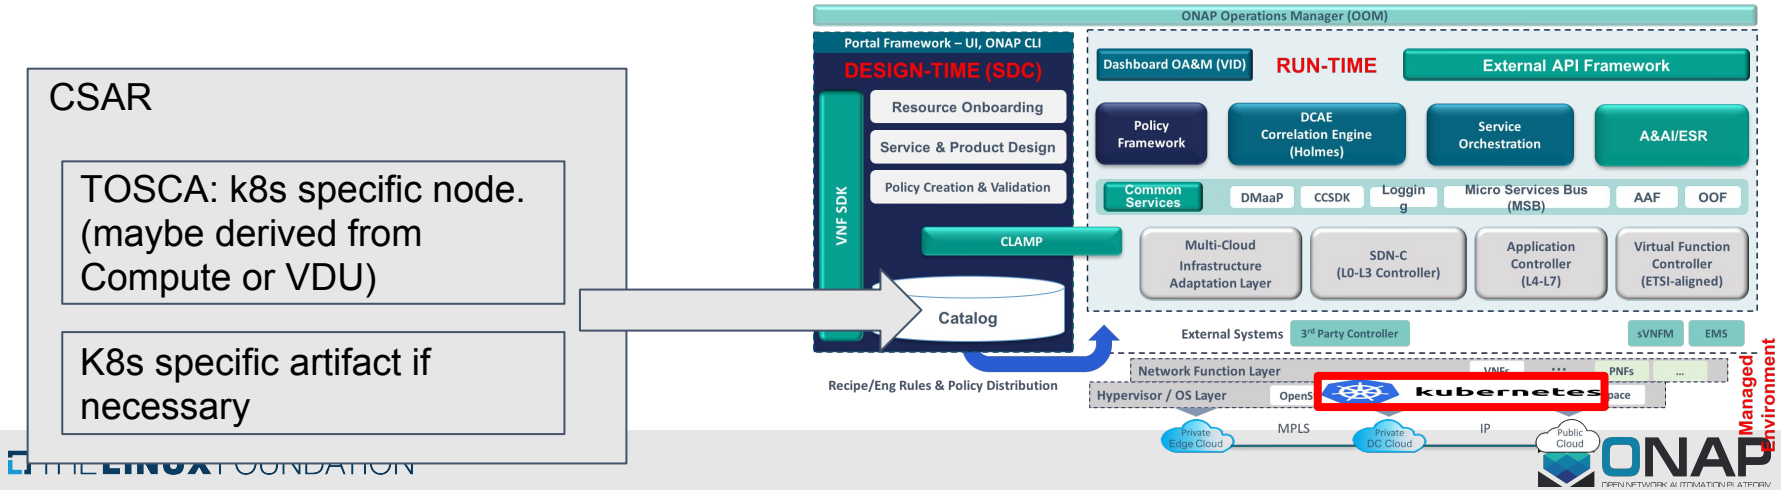 ONAP Operations Manager (OOM)
CSAR
TOSCA: k8s specific node.
(maybe derived from
Compute or VDU)
K8s specific artifact if
necessary
Portal Framework – UI, ONAP CLI
DESIGN-TIME (SDC)
VNF SDK
Resource Onboarding
Service & Product Design
Policy Creation & Validation
CLAMP
Catalog
Recipe/Eng Rules & Policy Distribution
Dashboard OA&M (VID)
RUN-TIME
External API Framework
Policy
Framework
DCAE
Correlation Engine
(Holmes)
Service
Orchestration
A&AI/ESR
Common
Services
DMaaP
CCSDK
Loggin
g
Micro Services Bus
(MSB)
AAF
OOF
Multi-Cloud
Infrastructure
Adaptation Layer
SDN-C
(L0-L3 Controller)
Application
Controller
(L4-L7)
Virtual Function
Controller
(ETSI-aligned)
External Systems
3rd Party Controller
sVNFM
EMS
Network Function Layer
VNFs
...
PNFs
...
Hypervisor / OS Layer
OpenS
kubernetes
pace
Private
Edge Cloud
MPLS
Private
DC Cloud
IP
Public
Cloud
Managed
Environment
THE LINUX FOUNDATION
ONAP
OPEN NETWORK AUTOMATION PLATFORM